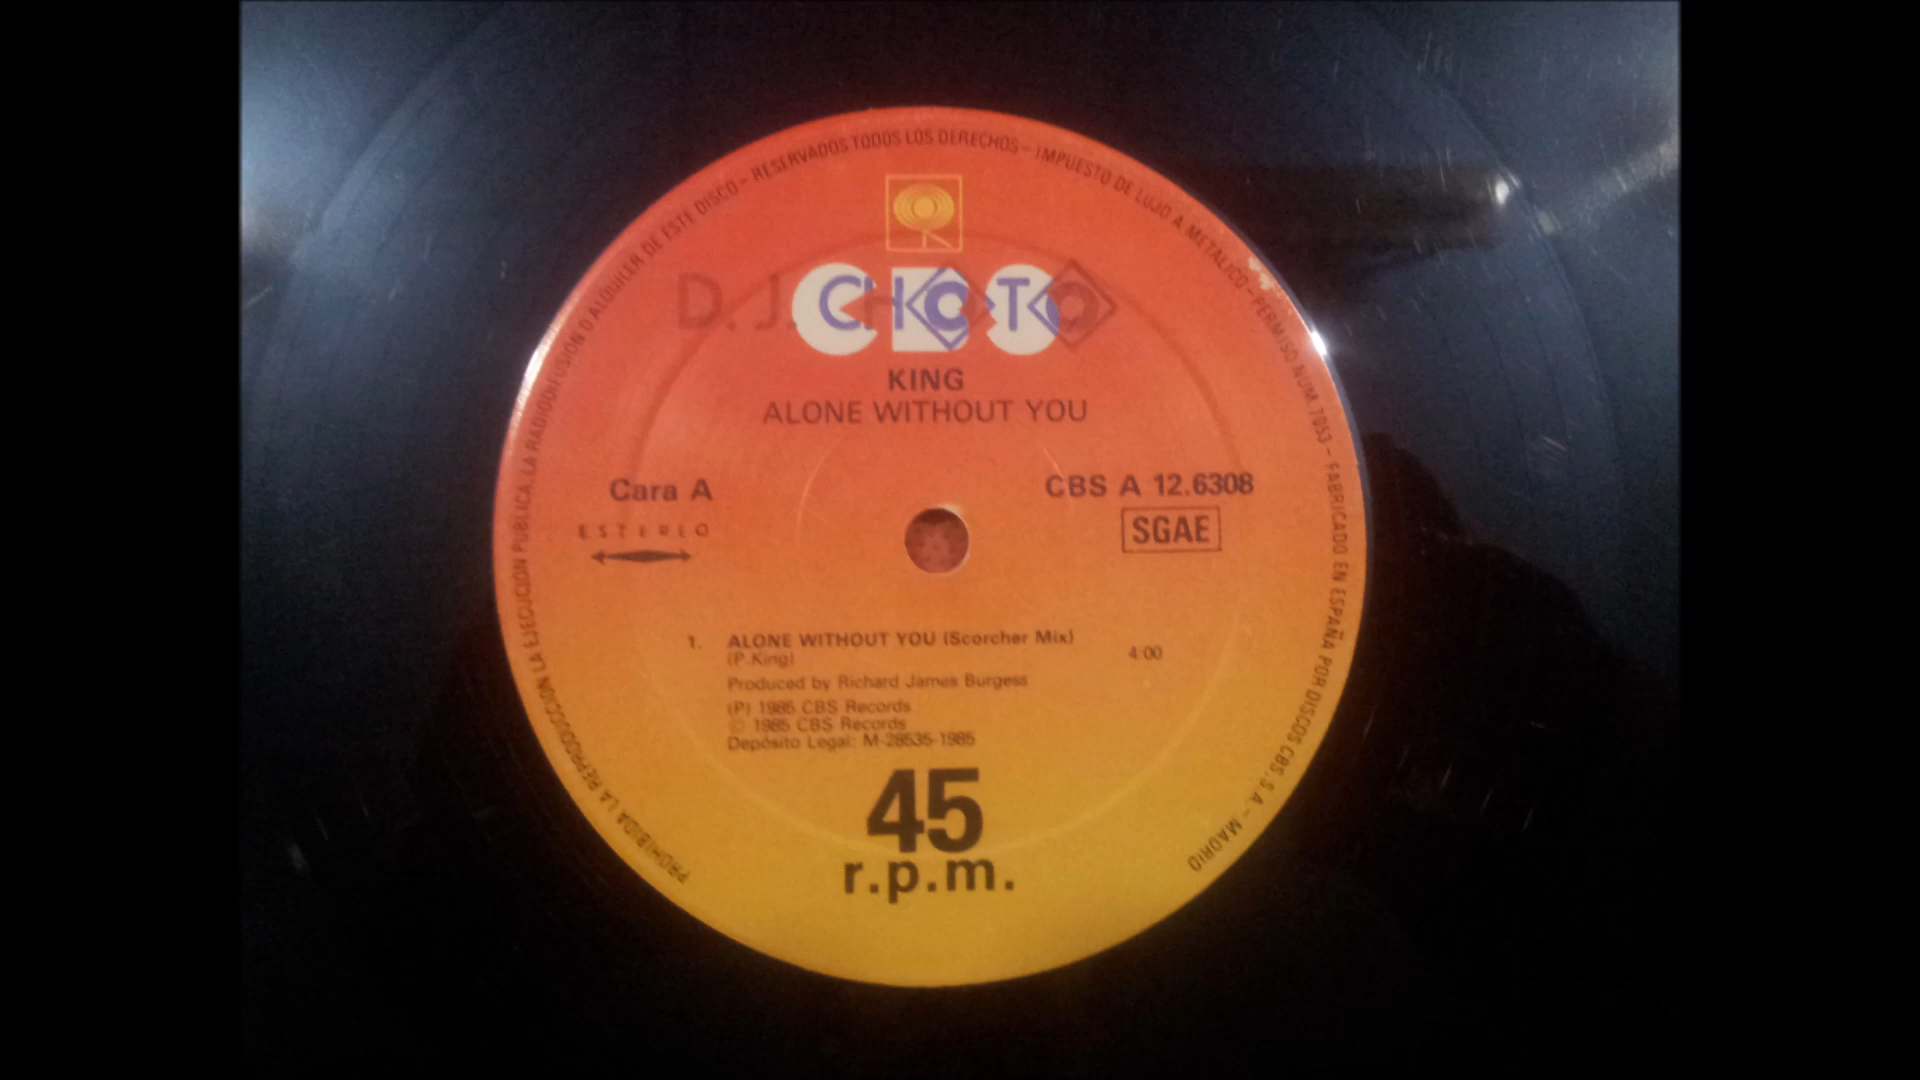 PROHIBIDA LA REPRODUCCION LA EJECUCION PUBLICA, LA RADIODIFUSION O ALQUILER DE ESTE DISCO - RESERVADOS TODOS LOS DERECHOS - IMPUESTO DE LUJO A METALICO - PERMISO NUM. 7053 - FABRICADO EN ESPAÑA POR DISCOS CBS, S.A. - MADRID
CBS
D.J. CHOTO
KING
ALONE WITHOUT YOU
Cara A
CBS A 12.6308
ESTEREO
SGAE
1. ALONE WITHOUT YOU (Scorcher Mix)
(P.King) 4:00
Produced by Richard James Burgess
(P) 1985 CBS Records
© 1985 CBS Records
Depósito Legal: M-28535-1985
45
r.p.m.